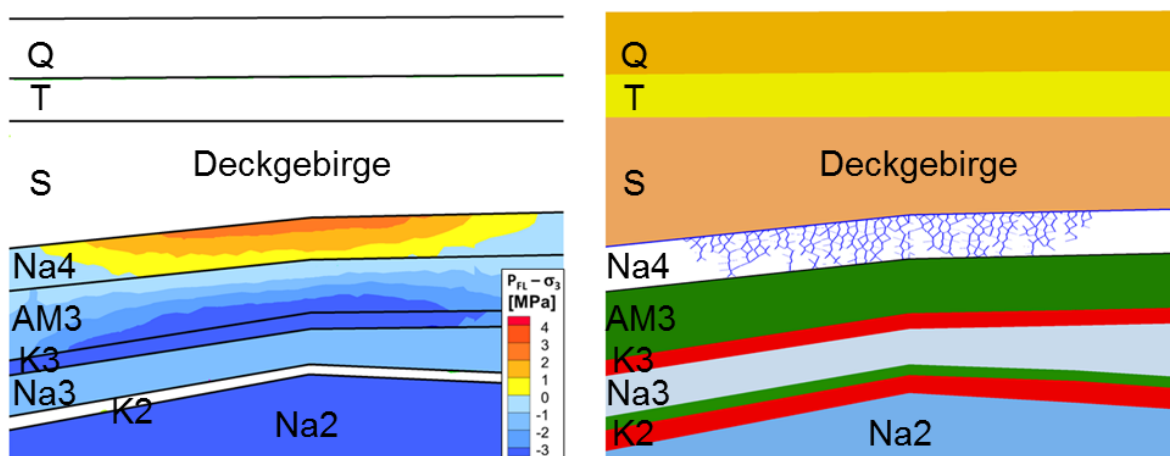 Q
T
Deckgebirge
S
Na4
AM3
K3
Na3
K2
Na2
P_FL – σ_3
[MPa]
4
3
2
1
0
-1
-2
-3
Q
T
Deckgebirge
S
Na4
AM3
K3
Na3
K2
Na2